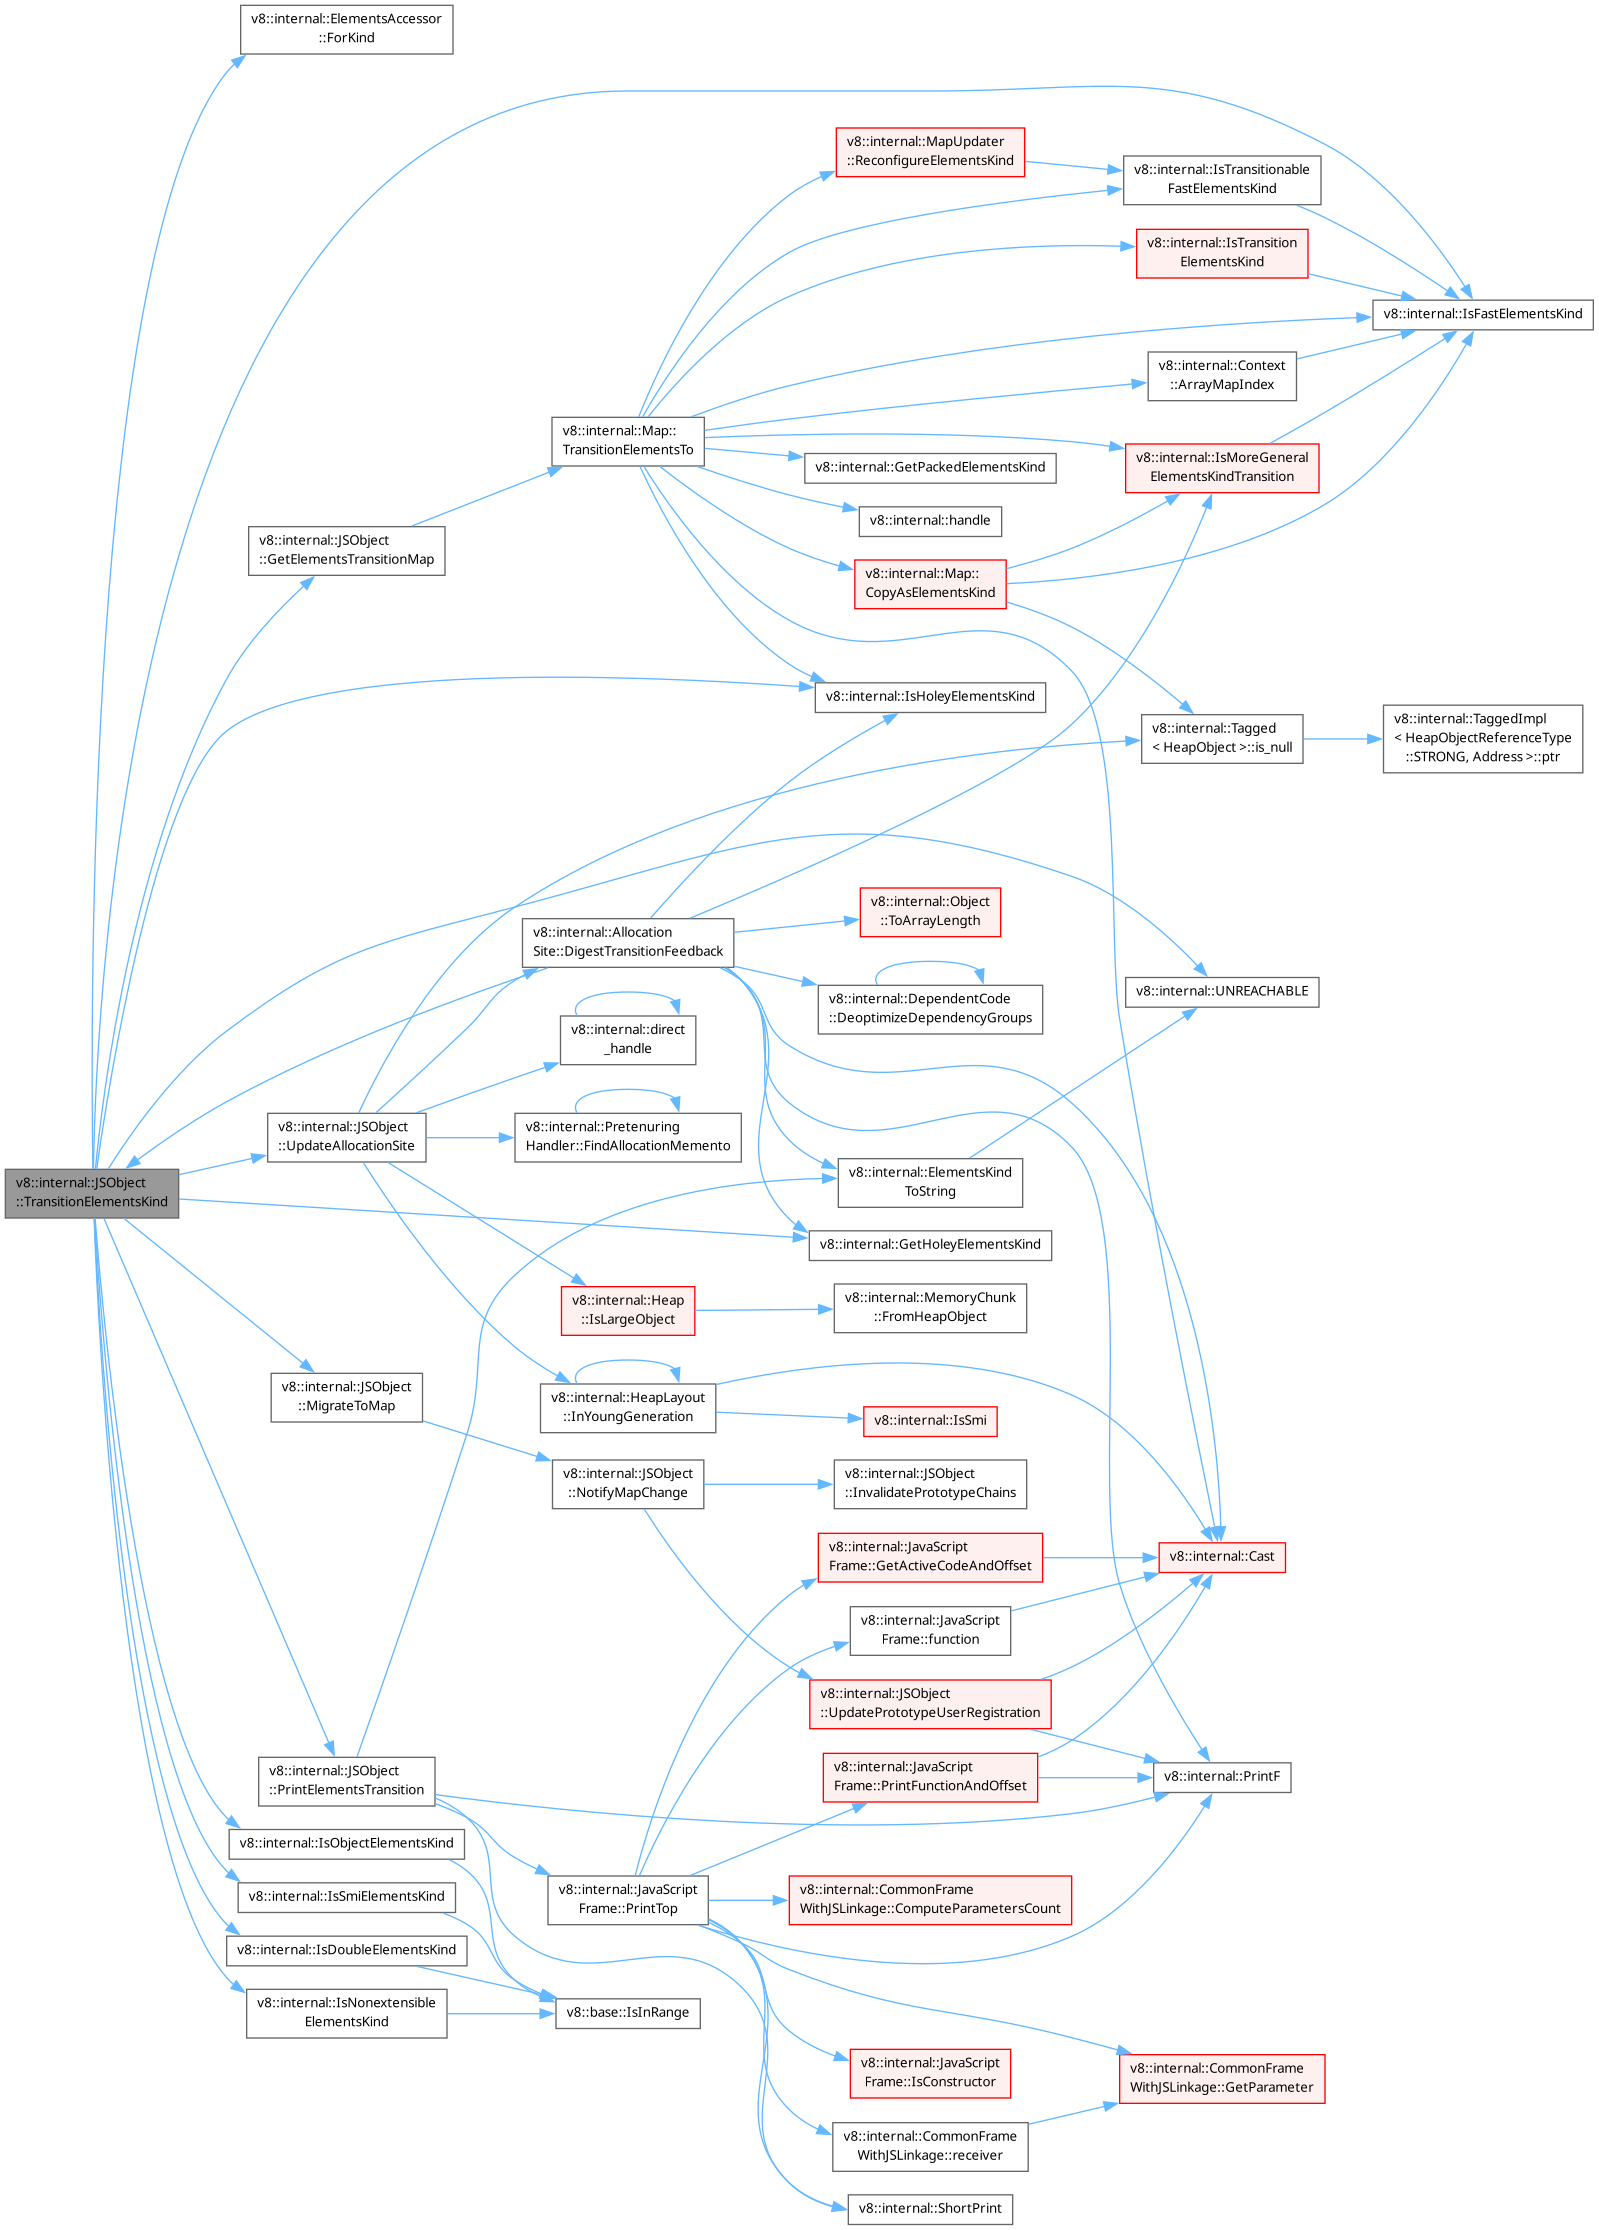 v8::internal::ElementsAccessor
::ForKind
v8::internal::MapUpdater
::ReconfigureElementsKind
v8::internal::IsTransitionable
FastElementsKind
v8::internal::IsTransition
ElementsKind
v8::internal::IsFastElementsKind
v8::internal::Context
::ArrayMapIndex
v8::internal::Map::
TransitionElementsTo
v8::internal::IsMoreGeneral
ElementsKindTransition
v8::internal::GetPackedElementsKind
v8::internal::handle
v8::internal::JSObject
::GetElementsTransitionMap
v8::internal::Map::
CopyAsElementsKind
v8::internal::IsHoleyElementsKind
v8::internal::Tagged
< HeapObject >::is_null
v8::internal::TaggedImpl
< HeapObjectReferenceType
::STRONG, Address >::ptr
v8::internal::Object
::ToArrayLength
v8::internal::Allocation
Site::DigestTransitionFeedback
v8::internal::UNREACHABLE
v8::internal::DependentCode
::DeoptimizeDependencyGroups
v8::internal::direct
_handle
v8::internal::JSObject
::UpdateAllocationSite
v8::internal::Pretenuring
Handler::FindAllocationMemento
v8::internal::JSObject
::TransitionElementsKind
v8::internal::ElementsKind
ToString
v8::internal::GetHoleyElementsKind
v8::internal::Heap
::IsLargeObject
v8::internal::MemoryChunk
::FromHeapObject
v8::internal::JSObject
::MigrateToMap
v8::internal::HeapLayout
::InYoungGeneration
v8::internal::IsSmi
v8::internal::JSObject
::NotifyMapChange
v8::internal::JSObject
::InvalidatePrototypeChains
v8::internal::JavaScript
Frame::GetActiveCodeAndOffset
v8::internal::Cast
v8::internal::JavaScript
Frame::function
v8::internal::JSObject
::UpdatePrototypeUserRegistration
v8::internal::JSObject
::PrintElementsTransition
v8::internal::JavaScript
Frame::PrintFunctionAndOffset
v8::internal::PrintF
v8::internal::IsObjectElementsKind
v8::internal::IsSmiElementsKind
v8::internal::JavaScript
Frame::PrintTop
v8::internal::CommonFrame
WithJSLinkage::ComputeParametersCount
v8::internal::IsDoubleElementsKind
v8::internal::IsNonextensible
ElementsKind
v8::base::IsInRange
v8::internal::JavaScript
Frame::IsConstructor
v8::internal::CommonFrame
WithJSLinkage::GetParameter
v8::internal::CommonFrame
WithJSLinkage::receiver
v8::internal::ShortPrint